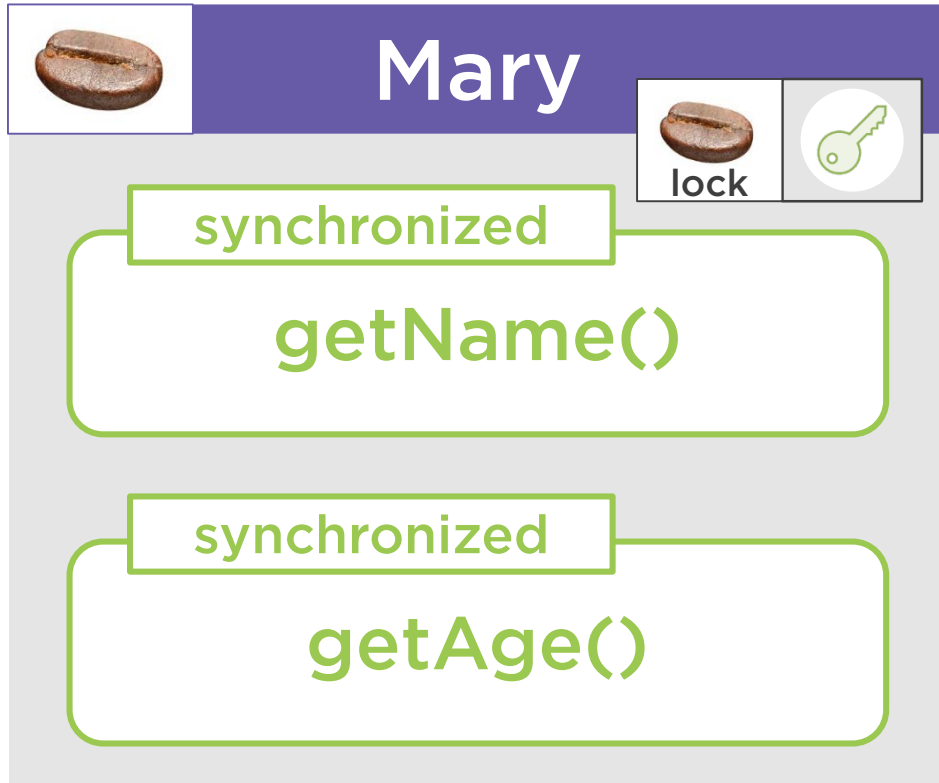 Mary
lock
synchronized
getName()
synchronized
getAge()